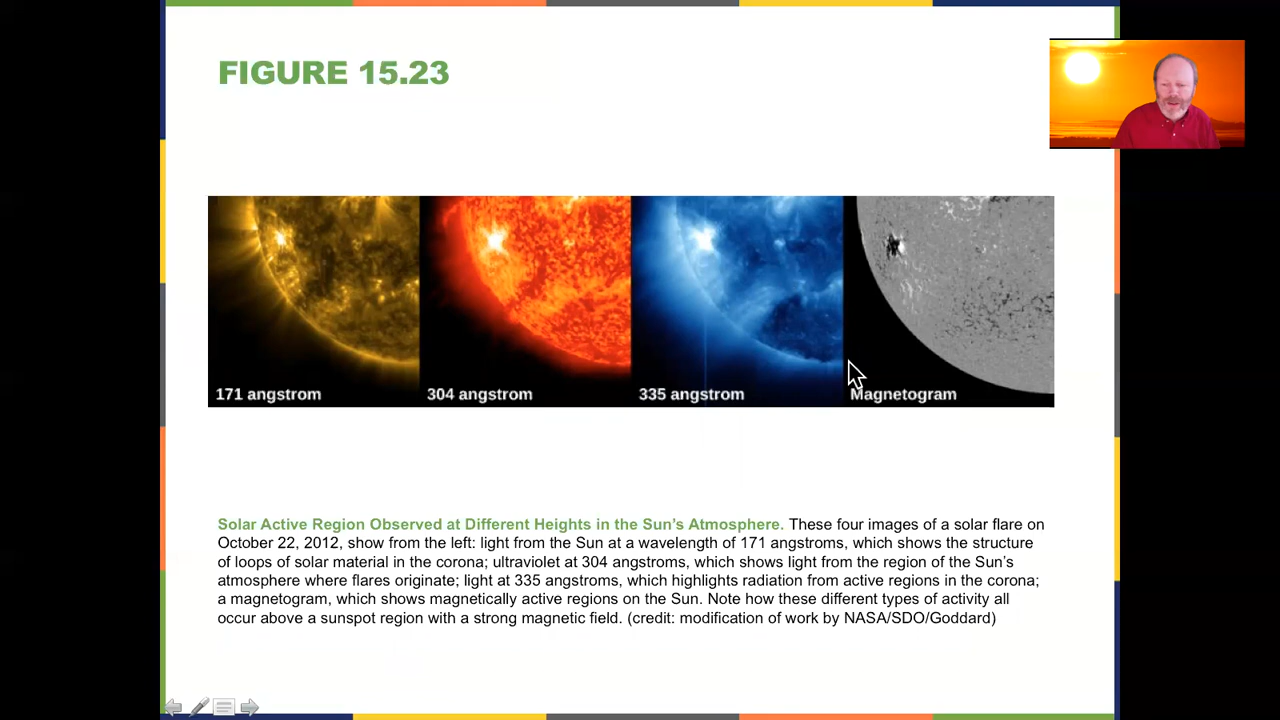 FIGURE 15.23
171 angstrom
304 angstrom
335 angstrom
Magnetogram
Solar Active Region Observed at Different Heights in the Sun's Atmosphere. These four images of a solar flare on
October 22, 2012, show from the left: light from the Sun at a wavelength of 171 angstroms, which shows the structure
of loops of solar material in the corona; ultraviolet at 304 angstroms, which shows light from the region of the Sun's
atmosphere where flares originate; light at 335 angstroms, which highlights radiation from active regions in the corona;
a magnetogram, which shows magnetically active regions on the Sun. Note how these different types of activity all
occur above a sunspot region with a strong magnetic field. (credit: modification of work by NASA/SDO/Goddard)